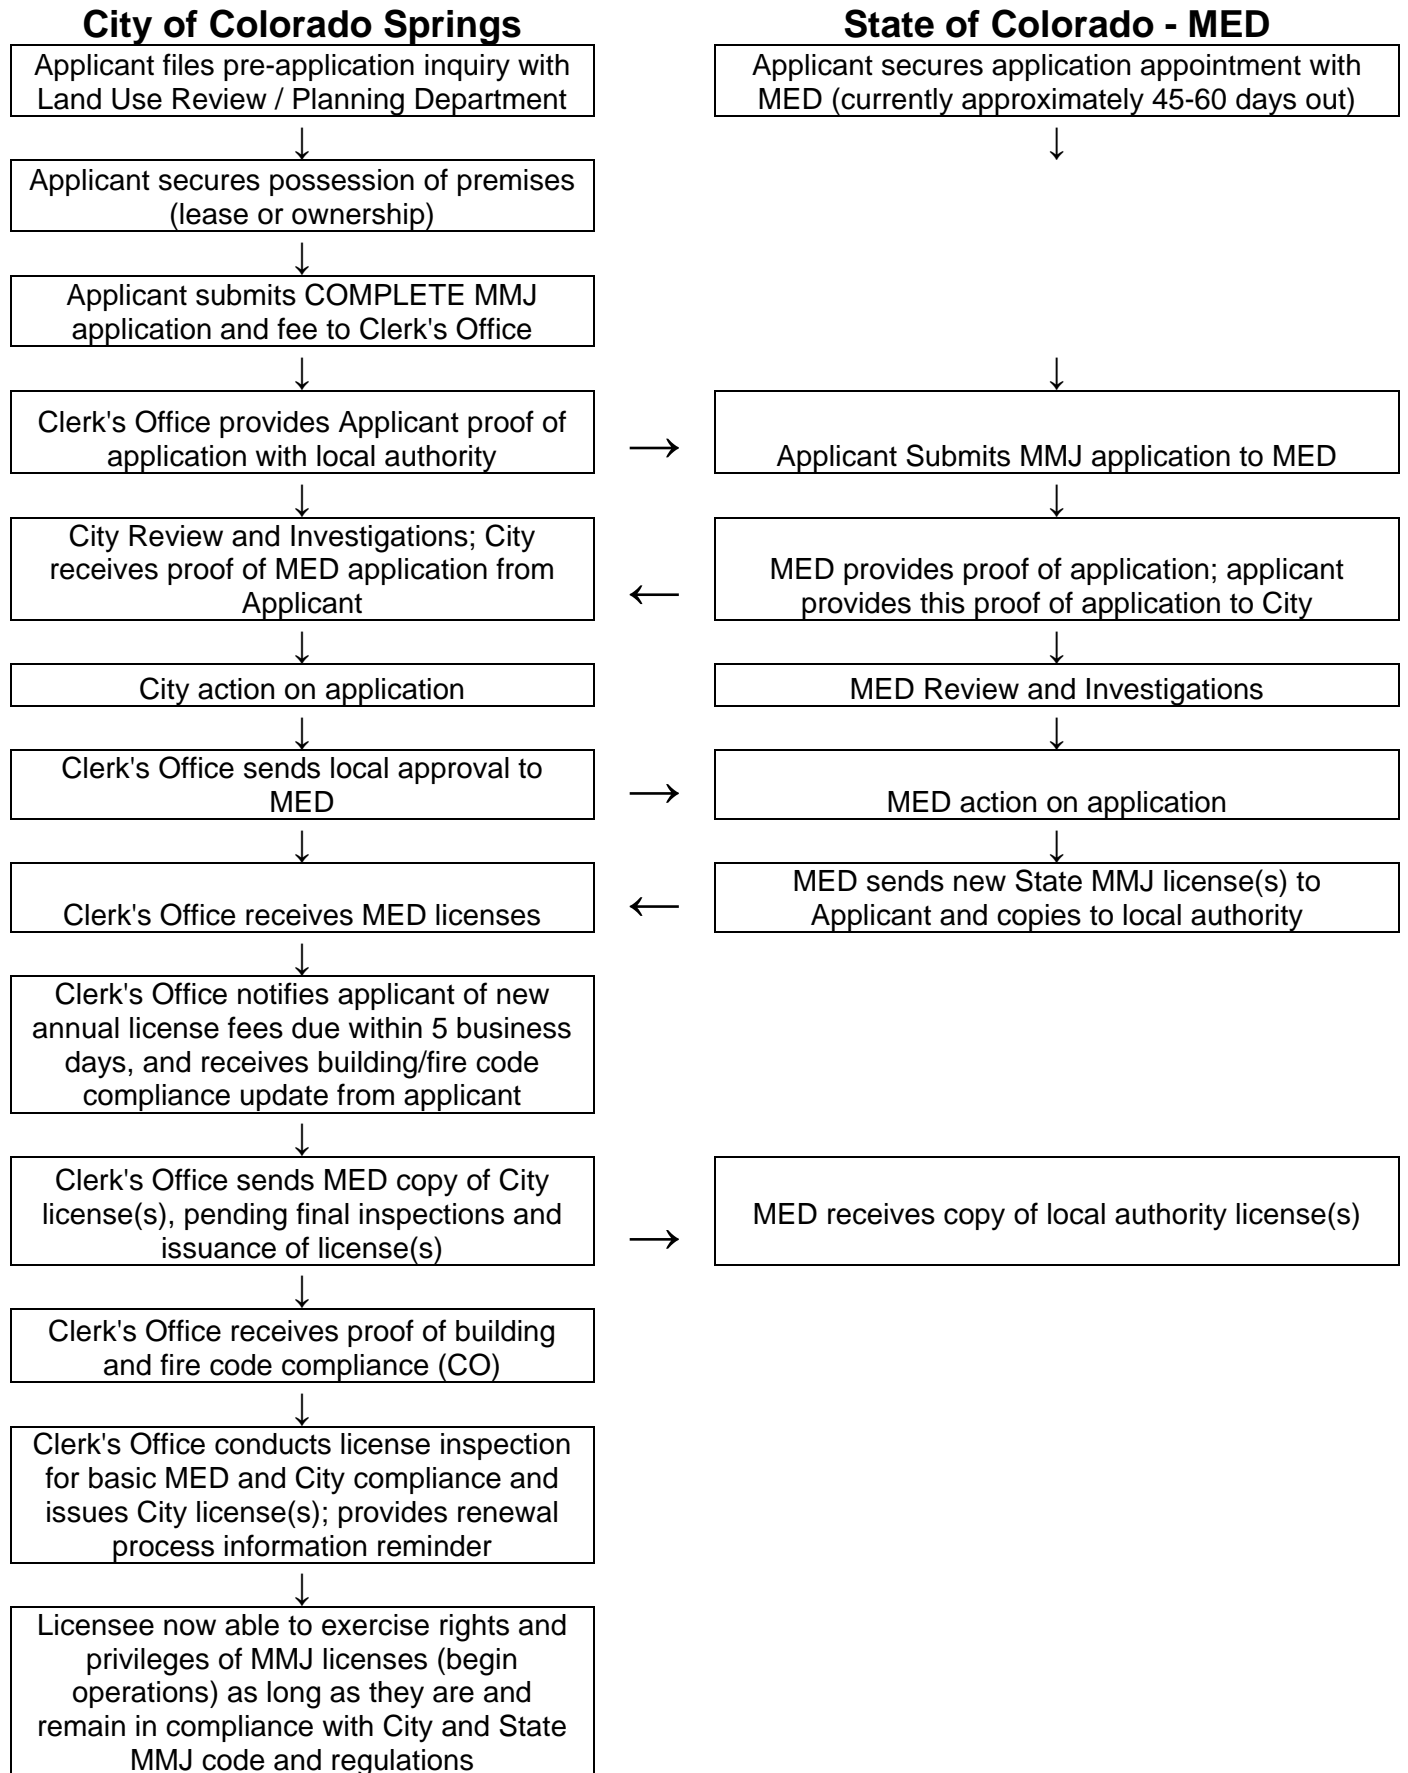 City of Colorado Springs
State of Colorado - MED
Applicant files pre-application inquiry with
Land Use Review / Planning Department
Applicant secures application appointment with
MED (currently approximately 45-60 days out)
↓
↓
Applicant secures possession of premises
(lease or ownership)
↓
Applicant submits COMPLETE MMJ
application and fee to Clerk's Office
↓
↓
Clerk's Office provides Applicant proof of
application with local authority
→
Applicant Submits MMJ application to MED
↓
↓
City Review and Investigations; City
receives proof of MED application from
Applicant
←
MED provides proof of application; applicant
provides this proof of application to City
↓
↓
City action on application
MED Review and Investigations
↓
↓
Clerk's Office sends local approval to
MED
→
MED action on application
↓
↓
Clerk's Office receives MED licenses
←
MED sends new State MMJ license(s) to
Applicant and copies to local authority
↓
Clerk's Office notifies applicant of new
annual license fees due within 5 business
days, and receives building/fire code
compliance update from applicant
↓
Clerk's Office sends MED copy of City
license(s), pending final inspections and
issuance of license(s)
→
MED receives copy of local authority license(s)
↓
Clerk's Office receives proof of building
and fire code compliance (CO)
↓
Clerk's Office conducts license inspection
for basic MED and City compliance and
issues City license(s); provides renewal
process information reminder
↓
Licensee now able to exercise rights and
privileges of MMJ licenses (begin
operations) as long as they are and
remain in compliance with City and State
MMJ code and regulations